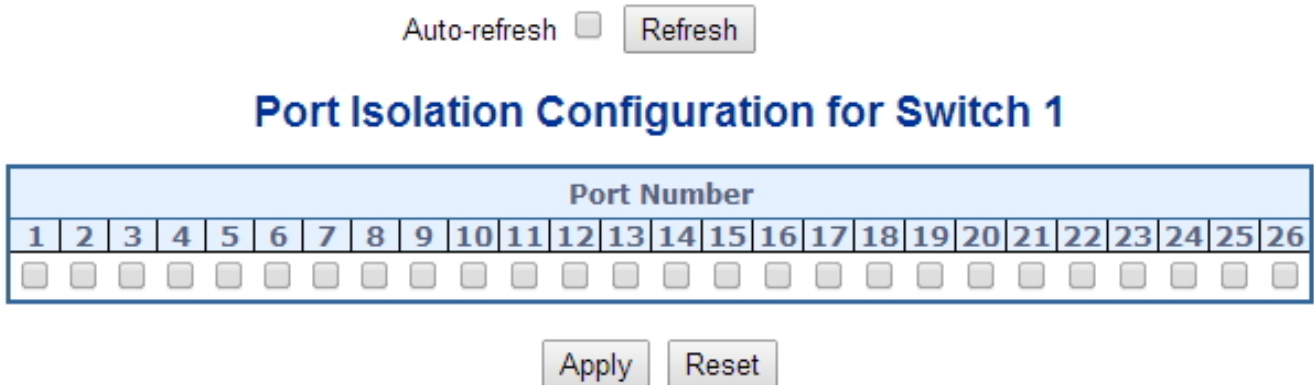 Auto-refresh Refresh
Port Isolation Configuration for Switch 1
Port Number
1 2 3 4 5 6 7 8 9 10 11 12 13 14 15 16 17 18 19 20 21 22 23 24 25 26
Apply Reset